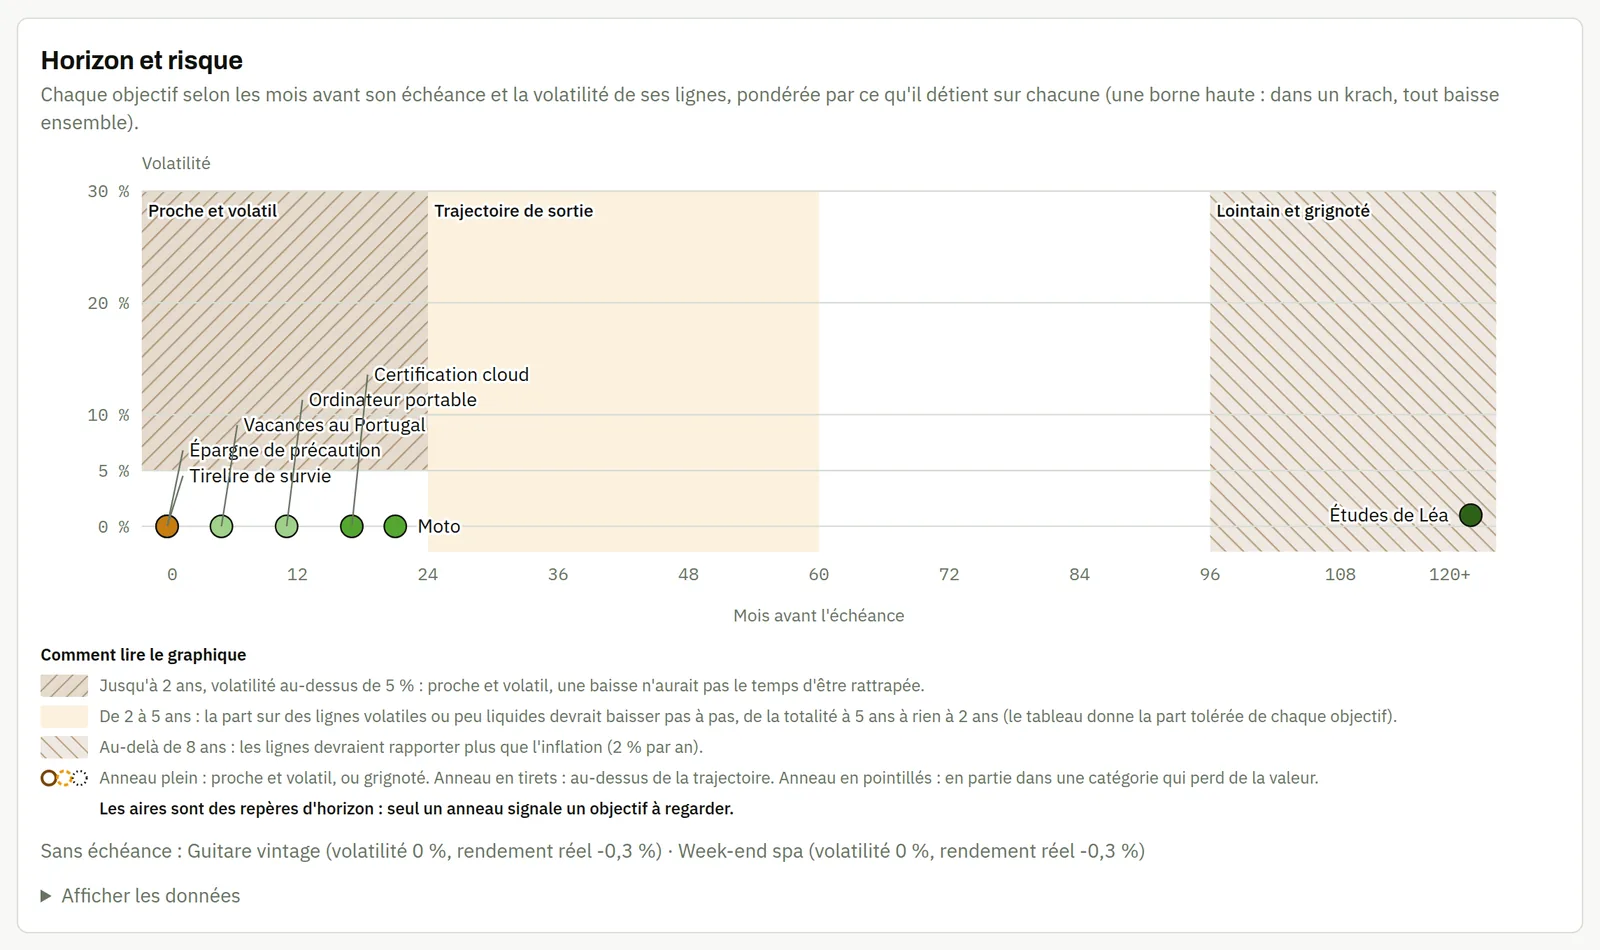 Horizon et risque
Chaque objectif selon les mois avant son échéance et la volatilité de ses lignes, pondérée par ce qu'il détient sur chacune (une borne haute : dans un krach, tout baisse
ensemble).
Volatilité
30 %
Proche et volatil
Trajectoire de sortie
Lointain et grignoté
20 %
Certification cloud
Ordinateur portable
10 %
Vacances au Portugal
Épargne de précaution
5 %
Tirelire de survie
Études de Léa
0 %
Moto
0 12 24 36 48 60 72 84 96 108 120+
Mois avant l'échéance
Comment lire le graphique
Jusqu'à 2 ans, volatilité au-dessus de 5 % : proche et volatil, une baisse n'aurait pas le temps d'être rattrapée.
De 2 à 5 ans : la part sur des lignes volatiles ou peu liquides devrait baisser pas à pas, de la totalité à 5 ans à rien à 2 ans (le tableau donne la part tolérée de chaque objectif).
Au-delà de 8 ans : les lignes devraient rapporter plus que l'inflation (2 % par an).
Anneau plein : proche et volatil, ou grignoté. Anneau en tirets : au-dessus de la trajectoire. Anneau en pointillés : en partie dans une catégorie qui perd de la valeur.
Les aires sont des repères d'horizon : seul un anneau signale un objectif à regarder.
Sans échéance : Guitare vintage (volatilité 0 %, rendement réel -0,3 %) · Week-end spa (volatilité 0 %, rendement réel -0,3 %)
Afficher les données